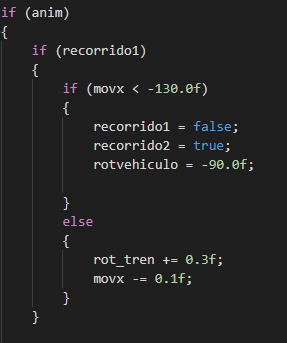 if (anim)
{
if (recorrido1)
{
if (movx < -130.0f)
{
recorrido1 = false;
recorrido2 = true;
rotvehiculo = -90.0f;
}
else
{
rot_tren += 0.3f;
movx -= 0.1f;
}
}